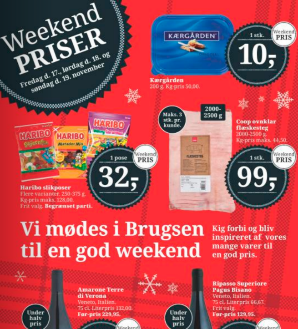 Weekend
PRISER
Fredag d. 17., lørdag d. 18. og
søndag d. 19. november
KÆRGÅRDEN
1 stk.
Weekend
PRIS
10,-
Kærgården
200 g. Kg-pris 50,00.
Maks. 3
stk. pr.
kunde.
2000-
2500 g
Coop ovnklar
flæskesteg
2000-2500 g
Kg-pris maks. 49,50.
HARIBO
HARIBO
HARIBO
1 pose
Weekend
PRIS
32,-
Haribo slikposer
Flere varianter. 250-375 g.
Kg-pris maks. 128,00.
Frit valg. Begrænset parti.
1 stk.
Weekend
PRIS
99,-
Vi mødes i Brugsen
til en god weekend
Kig forbi og bliv
inspireret af vores
mange varer til
en god pris.
Under
halv
pris
Amarone Terre
di Verona
Veneto, Italien.
75 cl. Literpris
Før-pris 229,95.
Under
halv
pris
Ripasso Superiore
Pagus Bisano
Veneto, Italien.
75 cl. Literpris 66,67.
Frit valg.
Før-pris 129,95.